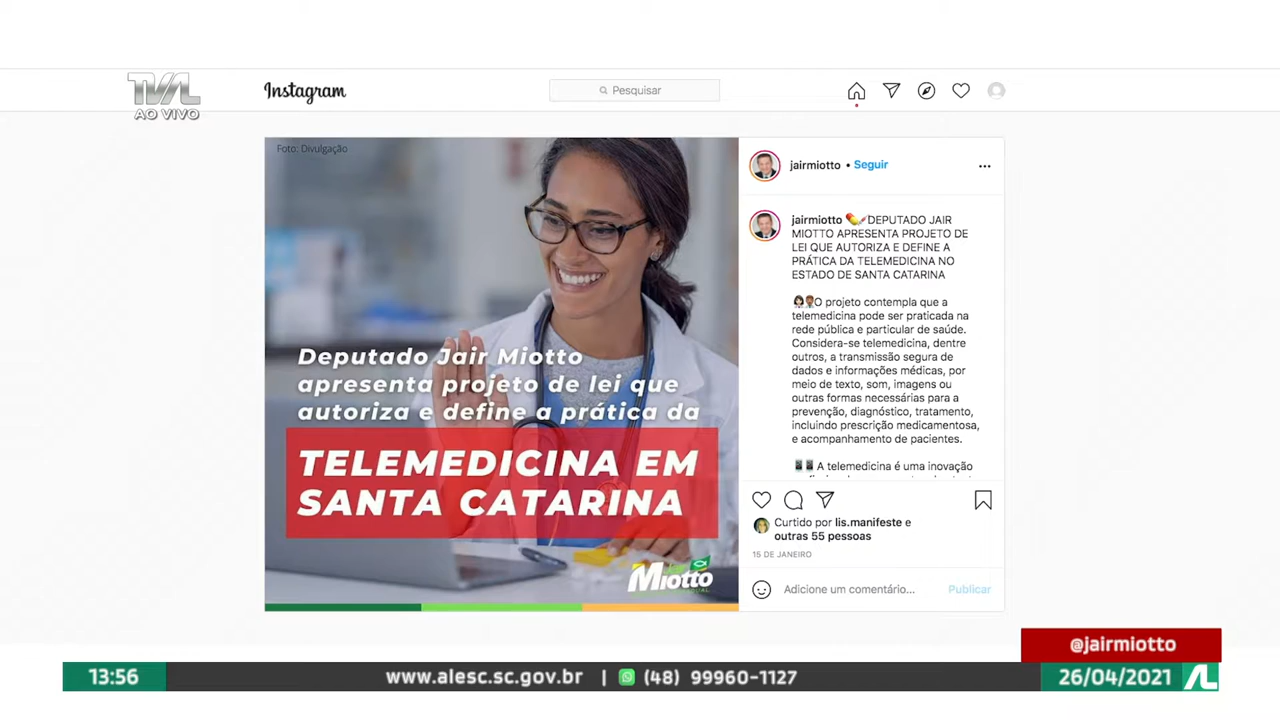 TVAL
AO VIVO
Instagram
Pesquisar
Foto: Divulgação
Deputado Jair Miotto
apresenta projeto de lei que
autoriza e define a prática da
TELEMEDICINA EM
SANTA CATARINA
Miotto
jairmiotto • Seguir
jairmiotto DEPUTADO JAIR
MIOTTO APRESENTA PROJETO DE
LEI QUE AUTORIZA E DEFINE A
PRÁTICA DA TELEMEDICINA NO
ESTADO DE SANTA CATARINA
O projeto contempla que a
telemedicina pode ser praticada na
rede pública e particular de saúde.
Considera-se telemedicina, dentre
outros, a transmissão segura de
dados e informações médicas, por
meio de texto, som, imagens ou
outras formas necessárias para a
prevenção, diagnóstico, tratamento,
incluindo prescrição medicamentosa,
e acompanhamento de pacientes.
A telemedicina é uma inovação
Curtido por lis.manifeste e
outras 55 pessoas
15 DE JANEIRO
Adicione um comentário... Publicar
@jairmiotto
13:56
www.alesc.sc.gov.br | (48) 99960-1127
26/04/2021